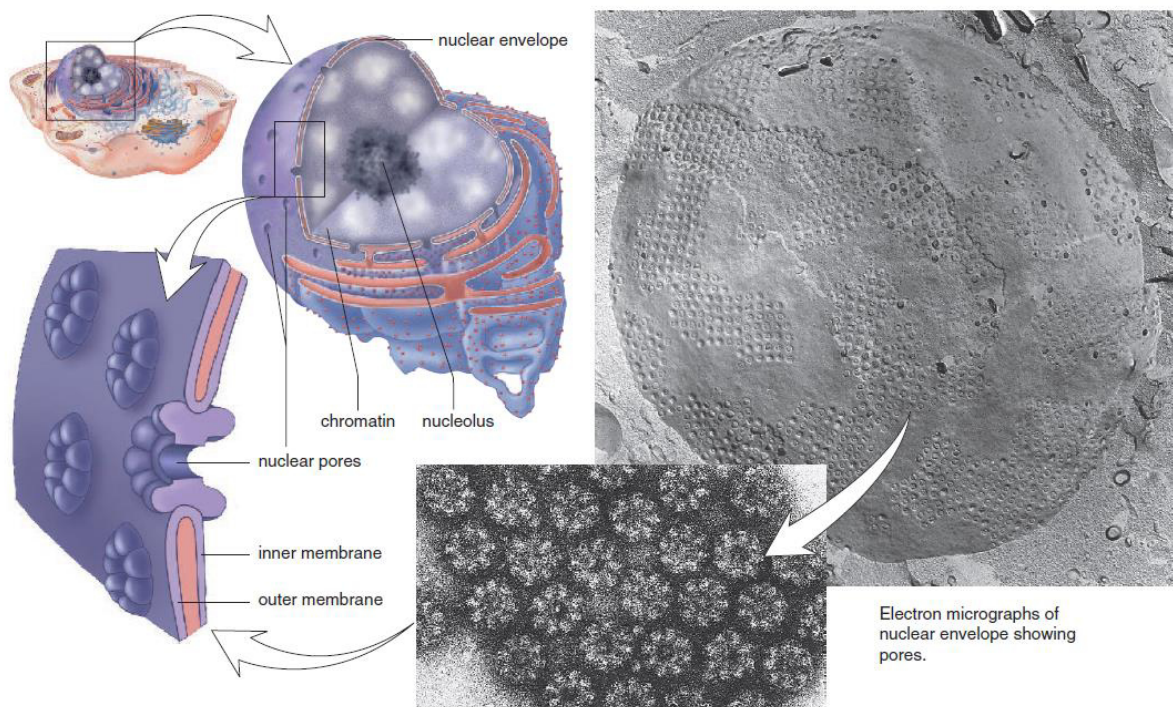 nuclear envelope
chromatin
nucleolus
nuclear pores
inner membrane
outer membrane
Electron micrographs of
nuclear envelope showing
pores.